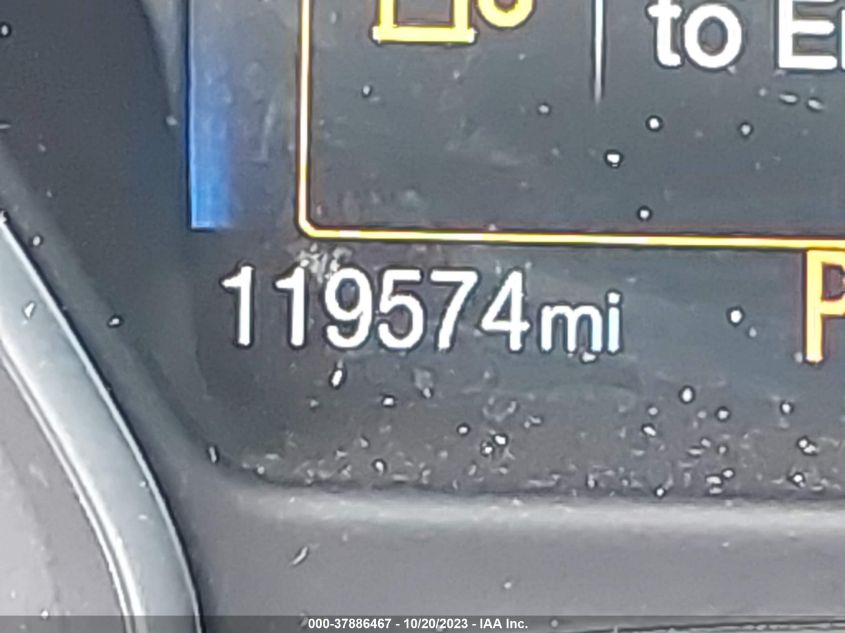 to
119574mi
P
000-37886467 - 10/20/2023 - IAA Inc.